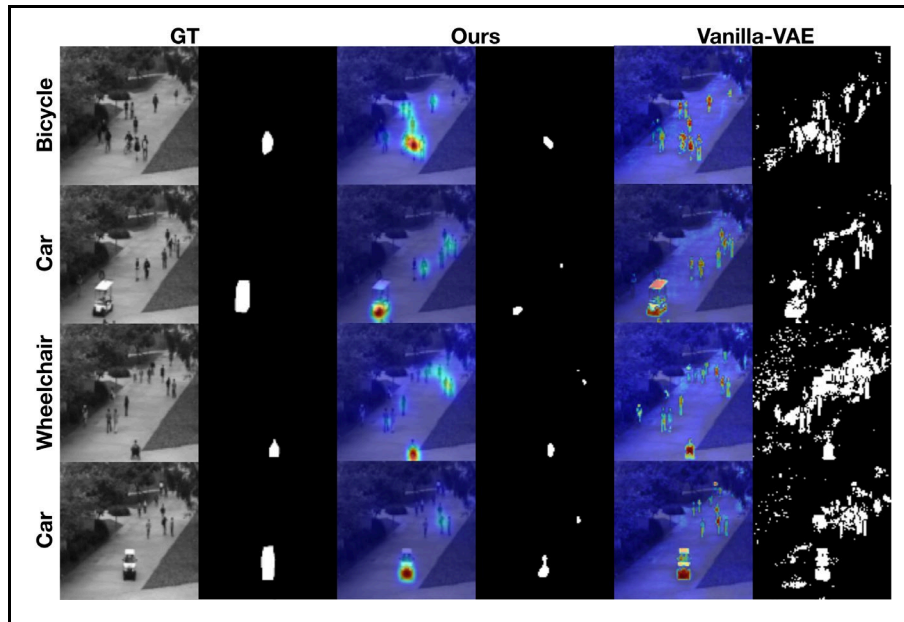 GT Ours Vanilla-VAE
Bicycle
Car
Wheelchair
Car